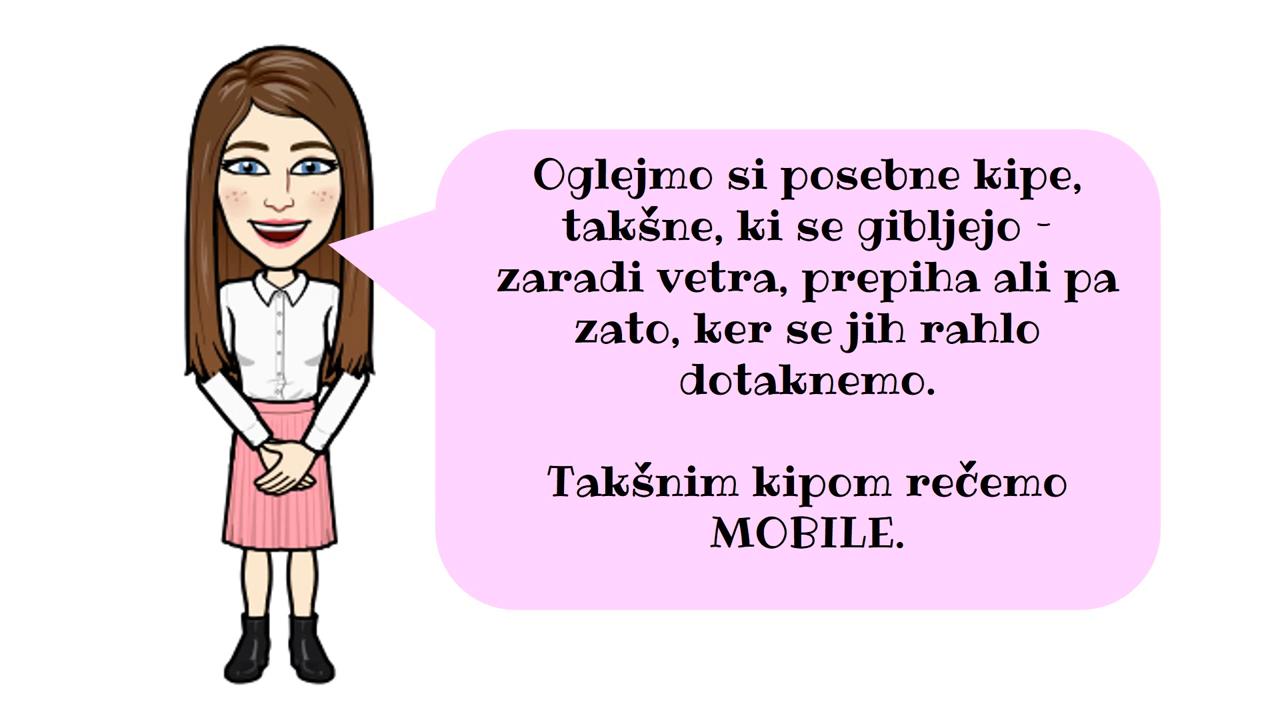 Oglejmo si posebne kipe,
takšne, ki se gibljejo -
zaradi vetra, prepiha ali pa
zato, ker se jih rahlo
dotaknemo.
Takšnim kipom rečemo
MOBILE.